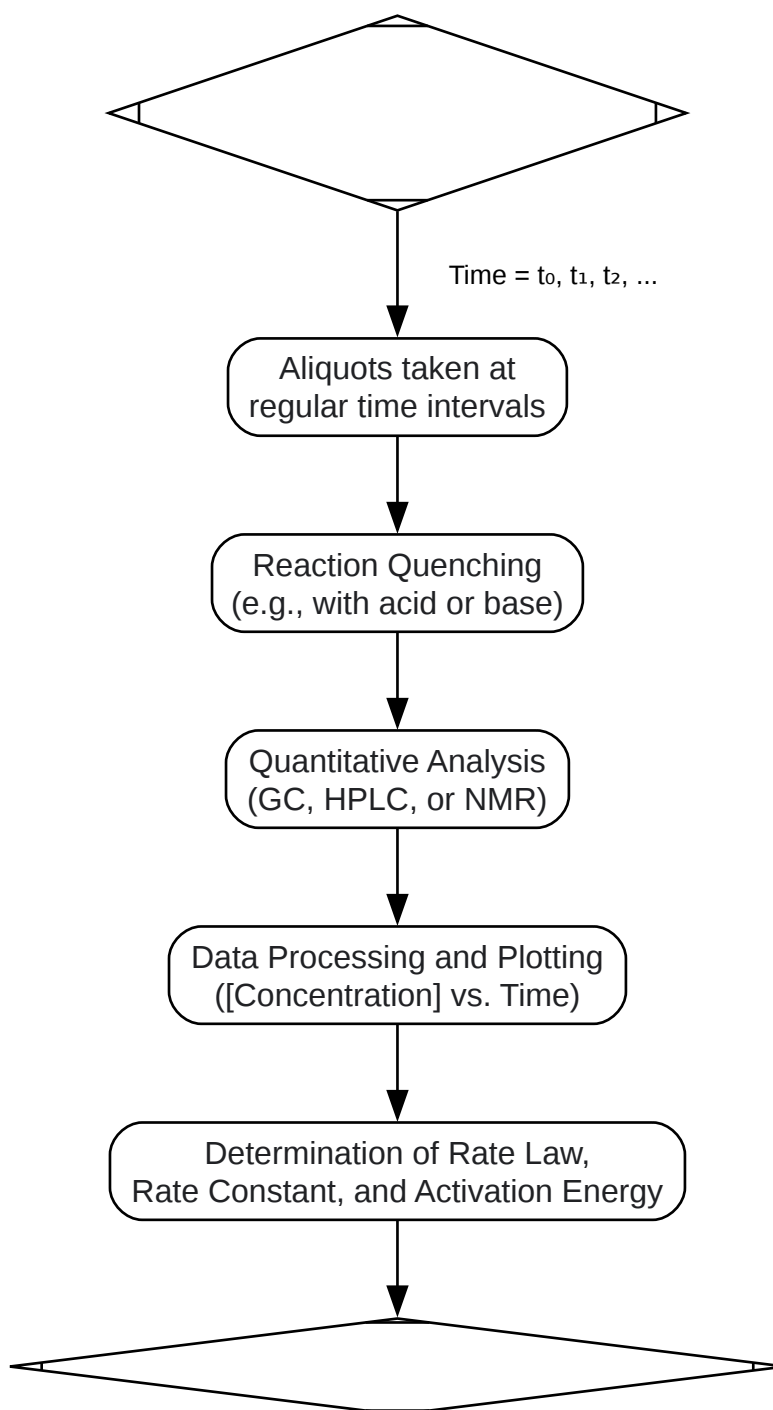 Time = t₀, t₁, t₂, ...
Aliquots taken at
regular time intervals
Reaction Quenching
(e.g., with acid or base)
Quantitative Analysis
(GC, HPLC, or NMR)
Data Processing and Plotting
([Concentration] vs. Time)
Determination of Rate Law,
Rate Constant, and Activation Energy